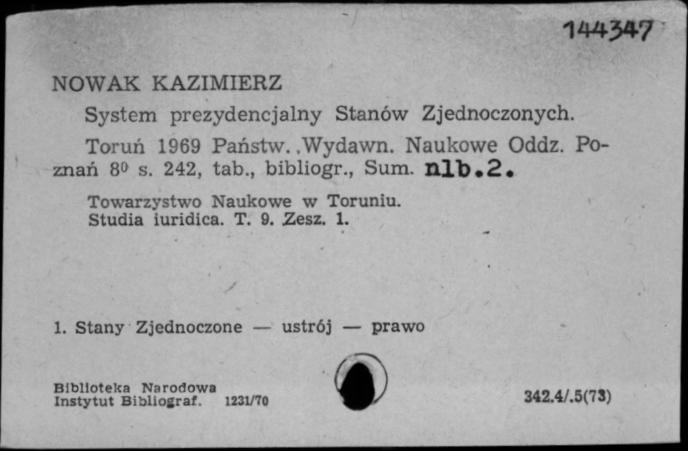 144347
NOWAK KAZIMIERZ
System prezydencjalny Stanów Zjednoczonych.
Toruń 1969 Państw. Wydawn. Naukowe Oddz. Po-
znań 8⁰ s. 242, tab., bibliogr., Sum. nlb.2.
Towarzystwo Naukowe w Toruniu.
Studia iuridica. T. 9. Zesz. 1.
1. Stany Zjednoczone — ustrój — prawo
Biblioteka Narodowa
Instytut Bibliograf. 1231/70
342.4/.5(73)